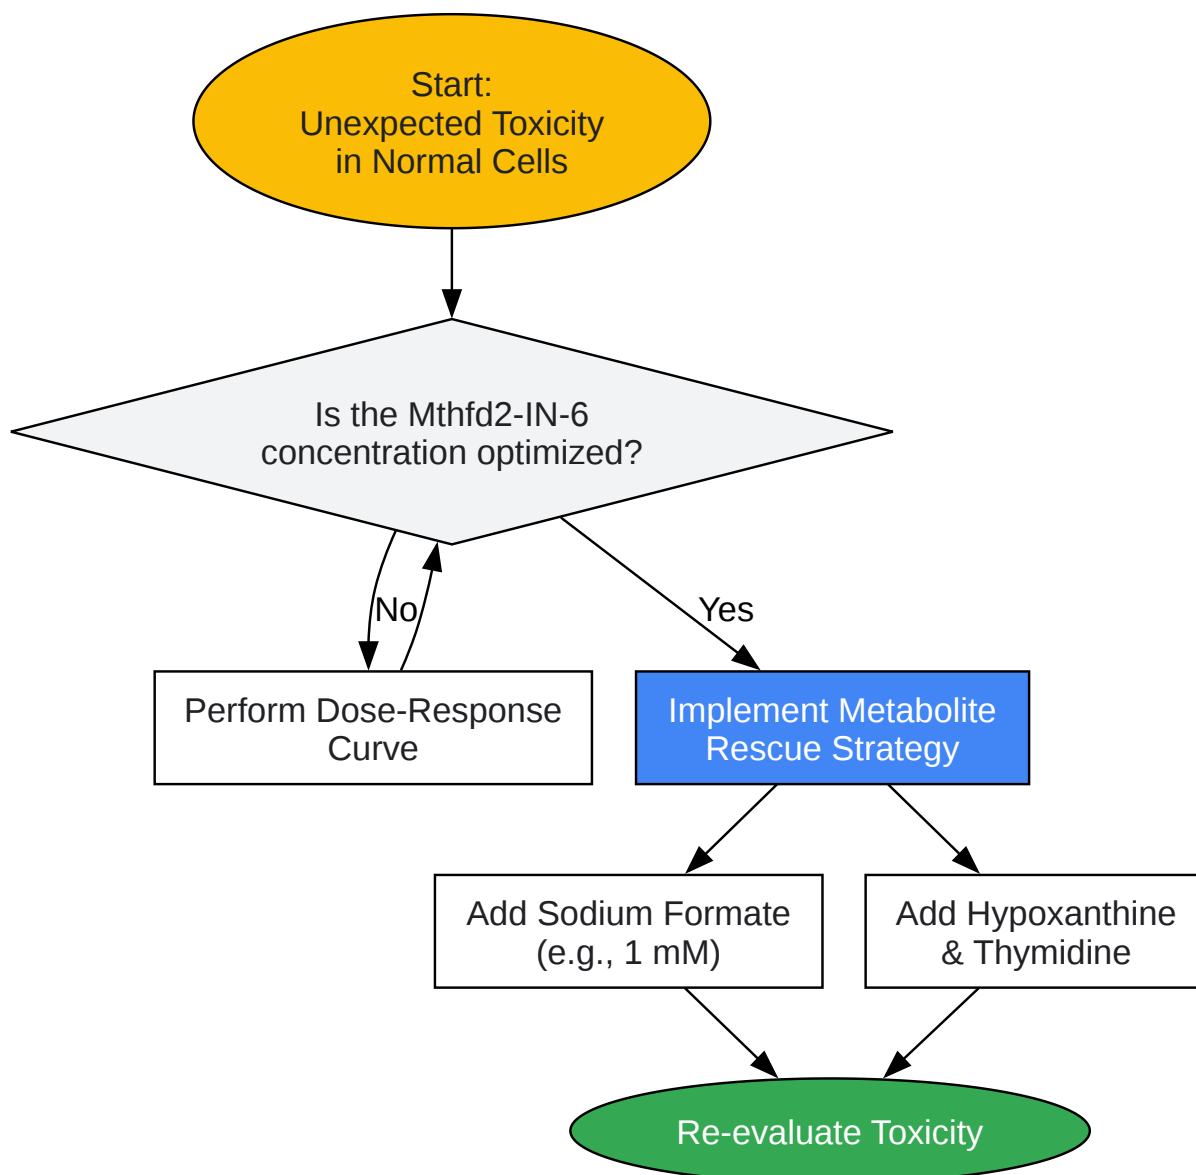 Start:
Unexpected Toxicity
in Normal Cells
Is the Mthfd2-IN-6
concentration optimized?
No
Yes
Perform Dose-Response
Curve
Implement Metabolite
Rescue Strategy
Add Sodium Formate
(e.g., 1 mM)
Add Hypoxanthine
& Thymidine
Re-evaluate Toxicity